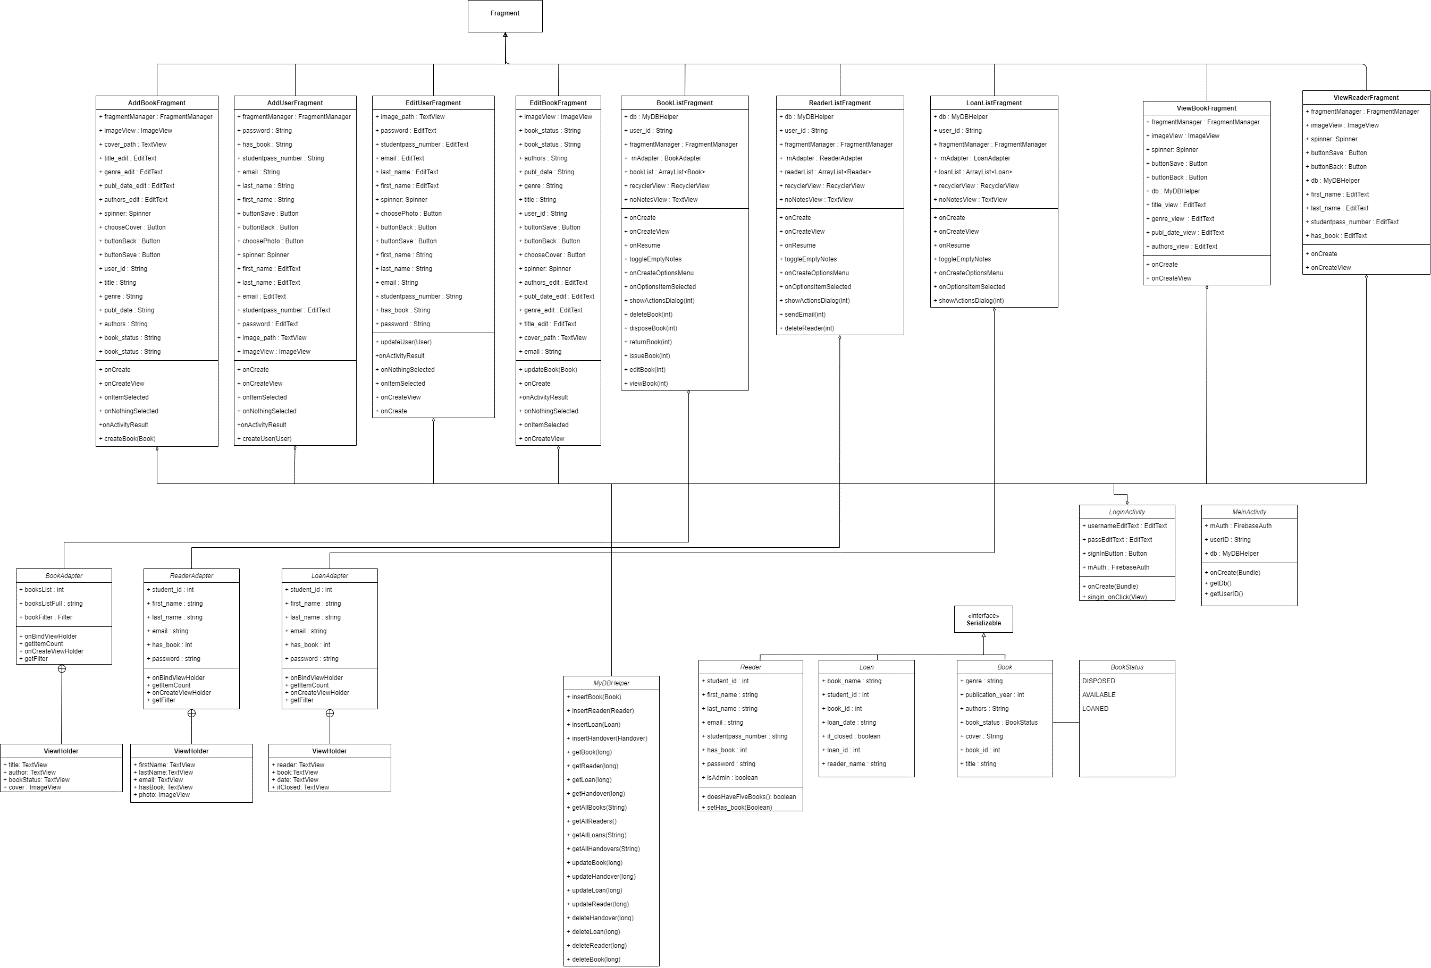 Fragment
AddBookFragment
+ fragmentManager : FragmentManager
+ imageView : ImageView
+ cover_path : TextView
+ title_edit : EditText
+ genre_edit : EditText
+ publ_date_edit : EditText
+ authors_edit : EditText
+ spinner: Spinner
+ chooseCover : Button
+ buttonBack : Button
+ buttonSave : Button
+ user_id : String
+ title : String
+ genre : String
+ publ_date : String
+ authors : String
+ book_status : String
+ book_status : String
+ onCreate
+ onCreateView
+ onItemSelected
+ onNothingSelected
+onActivityResult
+ createBook(Book)
AddUserFragment
+ fragmentManager : FragmentManager
+ password : String
+ has_book : String
+ studentpass_number : String
+ email : String
+ last_name : String
+ first_name : String
+ buttonSave : Button
+ buttonBack : Button
+ choosePhoto : Button
+ spinner : Spinner
+ first_name : EditText
+ last_name : EditText
+ email : EditText
+ studentpass_number : EditText
+ password : EditText
+ image_path : TextView
+ imageView : ImageView
+ onCreate
+ onCreateView
+ onItemSelected
+ onNothingSelected
+onActivityResult
+ createUser(User)
EditUserFragment
+ image_path : TextView
+ password : EditText
+ studentpass_number : EditText
+ email : EditText
+ last_name : EditText
+ first_name : EditText
+ spinner: Spinner
+ choosePhoto : Button
+ buttonBack : Button
+ buttonSave : Button
+ first_name : String
+ last_name : String
+ email : String
+ studentpass_number : String
+ has_book : String
+ password : String
+ updateUser(User)
+onActivityResult
+ onNothingSelected
+ onItemSelected
+ onCreateView
+ onCreate
EditBookFragment
+ imageView : ImageView
+ book_status : String
+ book_status : String
+ authors : String
+ publ_date : String
+ genre : String
+ title : String
+ user_id : String
+ buttonSave : Button
+ buttonBack : Button
+ chooseCover : Button
+ spinner: Spinner
+ authors_edit : EditText
+ publ_date_edit : EditText
+ genre_edit : EditText
+ title_edit : EditText
+ cover_path : TextView
+ email : String
+ updateBook(Book)
+ onCreate
+onActivityResult
+ onNothingSelected
+ onItemSelected
+ onCreateView
BookListFragment
+ db : MyDBHelper
+ user_id : String
+ fragmentManager : FragmentManager
+ mAdapter : BookAdapter
+ bookList : ArrayList<Book>
+ recyclerView : RecyclerView
+ noNotesView : TextView
+ onCreate
+ onCreateView
+ onResume
+ toggleEmptyNotes
+ onCreateOptionsMenu
+ onOptionsItemSelected
+ showActionsDialog(int)
+ deleteBook(int)
+ disposeBook(int)
+ returnBook(int)
+ issueBook(int)
+ editBook(int)
+ viewBook(int)
ReaderListFragment
+ db : MyDBHelper
+ user_id : String
+ fragmentManager : FragmentManager
+ mAdapter : ReaderAdapter
+ readerList : ArrayList<Reader>
+ recyclerView : RecyclerView
+ noNotesView : TextView
+ onCreate
+ onCreateView
+ onResume
+ toggleEmptyNotes
+ onCreateOptionsMenu
+ onOptionsItemSelected
+ showActionsDialog(int)
+ sendEmail(int)
+ deleteReader(int)
LoanListFragment
+ db : MyDBHelper
+ user_id : String
+ fragmentManager : FragmentManager
+ mAdapter : LoanAdapter
+ loanList : ArrayList<Loan>
+ recyclerView : RecyclerView
+ noNotesView : TextView
+ onCreate
+ onCreateView
+ onResume
+ toggleEmptyNotes
+ onCreateOptionsMenu
+ onOptionsItemSelected
+ showActionsDialog(int)
ViewBookFragment
+ fragmentManager : FragmentManager
+ imageView : ImageView
+ spinner: Spinner
+ buttonSave : Button
+ buttonBack : Button
+ db : MyDBHelper
+ title_view : EditText
+ genre_view : EditText
+ publ_date_view : EditText
+ authors_view : EditText
+ onCreate
+ onCreateView
ViewReaderFragment
+ fragmentManager : FragmentManager
+ imageView : ImageView
+ spinner: Spinner
+ buttonSave : Button
+ buttonBack : Button
+ db : MyDBHelper
+ first_name : EditText
+ last_name : EditText
+ studentpass_number : EditText
+ has_book : EditText
+ onCreate
+ onCreateView
LoginActivity
+ usernameEditText : EditText
+ passEditText : EditText
+ signInButton : Button
+ mAuth : FirebaseAuth
+ onCreate(Bundle)
+ singin_onClick(View)
MainActivity
+ mAuth : FirebaseAuth
+ userID : String
+ db : MyDBHelper
+ onCreate(Bundle)
+ getDb()
+ getUserID()
BookAdapter
+ booksList : int
+ booksListFull : string
+ bookFilter : Filter
+ onBindViewHolder
+ getItemCount
+ onCreateViewHolder
+ getFilter
ReaderAdapter
+ student_id : int
+ first_name : string
+ last_name : string
+ email : string
+ has_book : int
+ password : string
+ onBindViewHolder
+ getItemCount
+ onCreateViewHolder
+ getFilter
LoanAdapter
+ student_id : int
+ first_name : string
+ last_name : string
+ email : string
+ has_book : int
+ password : string
+ onBindViewHolder
+ getItemCount
+ onCreateViewHolder
+ getFilter
ViewHolder
+ title: TextView
+ author: TextView
+ bookStatus: TextView
+ cover : ImageView
ViewHolder
+ firstName: TextView
+ lastName:TextView
+ email: TextView
+ hasBook: TextView
+ photo: ImageView
ViewHolder
+ reader: TextView
+ book:TextView
+ date: TextView
+ ifClosed: TextView
MyDBHelper
+ insertBook(Book)
+ insertReader(Reader)
+ insertLoan(Loan)
+ insertHandover(Handover)
+ getBook(long)
+ getReader(long)
+ getLoan(long)
+ getHandover(long)
+ getAllBooks(String)
+ getAllReaders()
+ getAllLoans(String)
+ getAllHandovers(String)
+ updateBook(long)
+ updateHandover(long)
+ updateLoan(long)
+ updateReader(long)
+ deleteHandover(long)
+ deleteLoan(long)
+ deleteReader(long)
+ deleteBook(long)
«Interface»
Serializable
Reader
+ student_id : int
+ first_name : string
+ last_name : string
+ email : string
+ studentpass_number : string
+ has_book : int
+ password : string
+ isAdmin : boolean
+ doesHaveFiveBooks(): boolean
+ setHas_book(Boolean)
Loan
+ book_name : string
+ student_id : int
+ book_id : int
+ loan_date : string
+ if_closed : boolean
+ loan_id : int
+ reader_name : string
Book
+ genre : string
+ publication_year : int
+ authors : String
+ book_status : BookStatus
+ cover : String
+ book_id : int
+ title : string
BookStatus
DISPOSED
AVAILABLE
LOANED